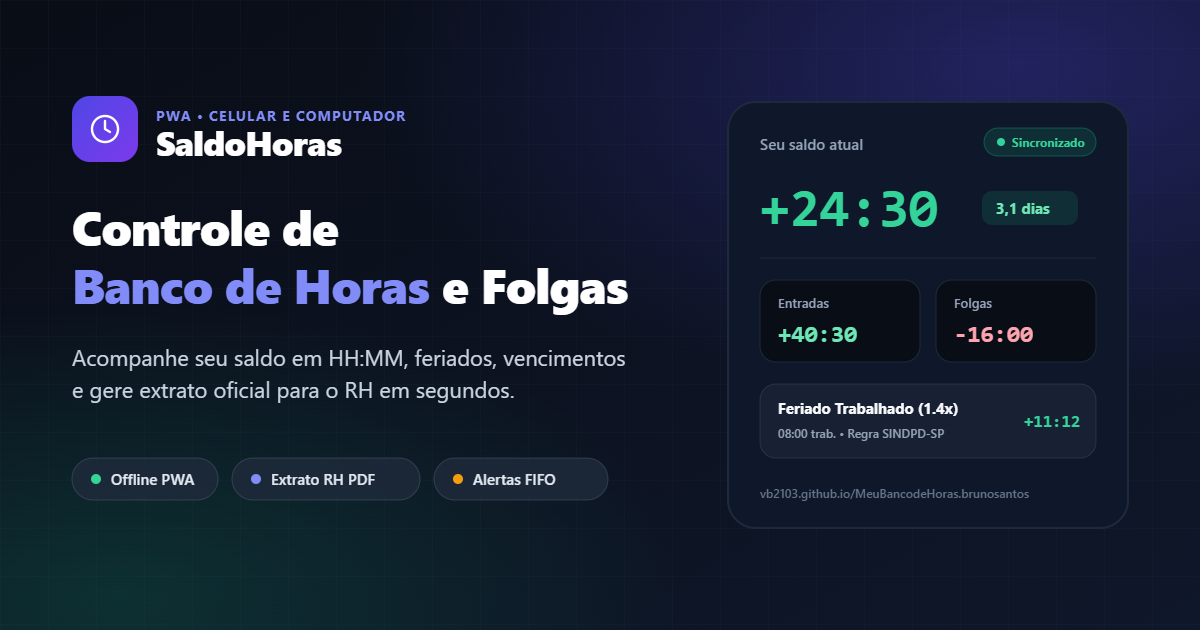 PWA • CELULAR E COMPUTADOR
SaldoHoras
Controle de
Banco de Horas e Folgas
Acompanhe seu saldo em HH:MM, feriados, vencimentos
e gere extrato oficial para o RH em segundos.
Offline PWA
Extrato RH PDF
Alertas FIFO
Seu saldo atual
Sincronizado
+24:30
3,1 dias
Entradas
+40:30
Folgas
-16:00
Feriado Trabalhado (1.4x)
08:00 trab. • Regra SINDPD-SP
+11:12
vb2103.github.io/MeuBancodeHoras.brunosantos